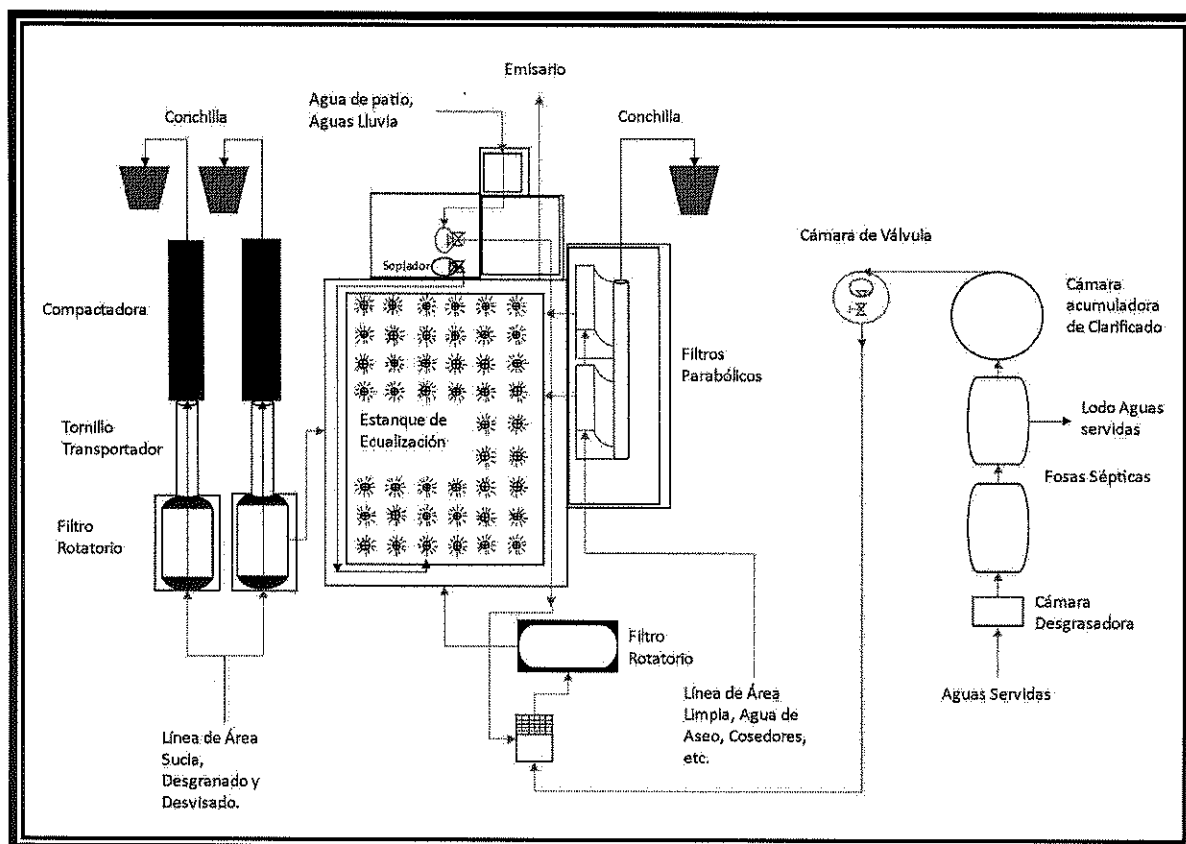 Emisario
Agua de patio,
Aguas Lluvia
Conchilla
Conchilla
Cámara de Válvula
Soplador
Cámara
acumuladora
de Clarificado
Compactadora
Filtros
Parabólicos
Estanque de
Ecualización
Tornillo
Transportador
Lodo Aguas
servidas
Fosas Sépticas
Filtro
Rotatorio
Cámara
Desgrasadora
Filtro
Rotatorio
Línea de Área
Limpia, Agua de
Aseo, Cosedores,
etc.
Aguas Servidas
Línea de Área
Sucia,
Desgranado y
Desvisado.